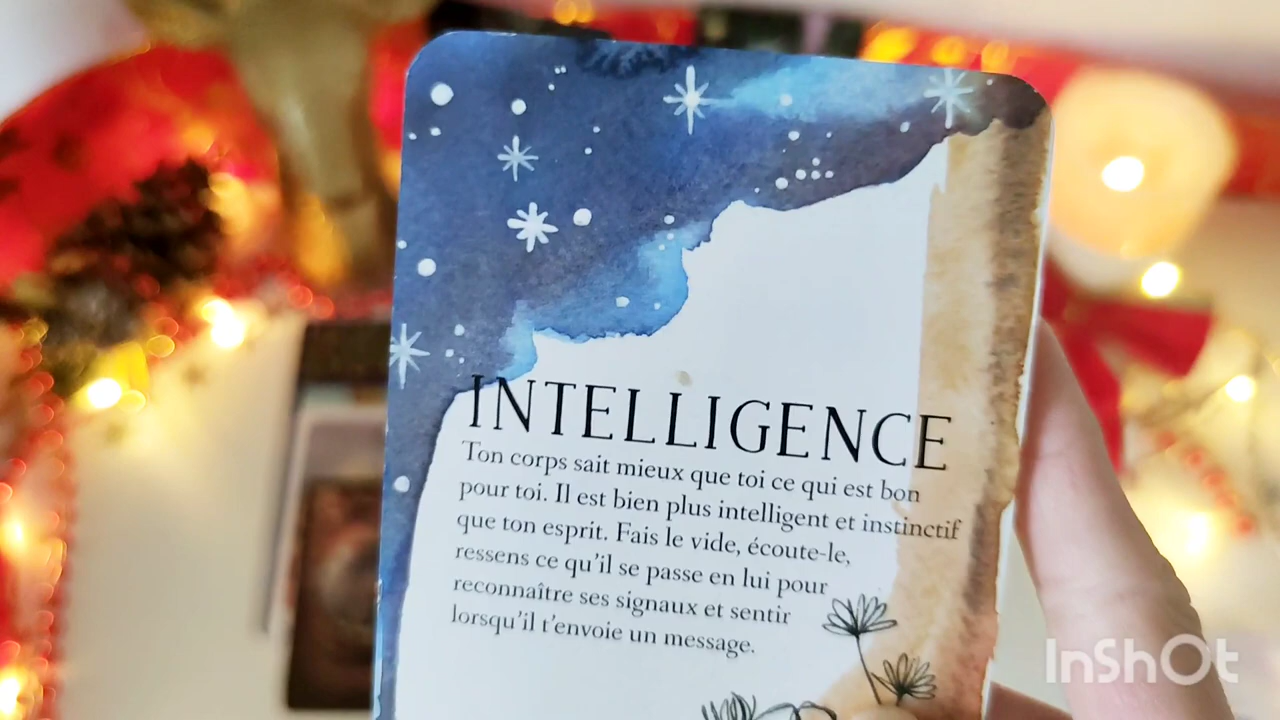 INTELLIGENCE
Ton corps sait mieux que toi ce qui est bon
pour toi. Il est bien plus intelligent et instinctif
que ton esprit. Fais le vide, écoute-le,
ressens ce qu'il se passe en lui pour
reconnaître ses signaux et sentir
lorsqu'il t'envoie un message.
InShOt